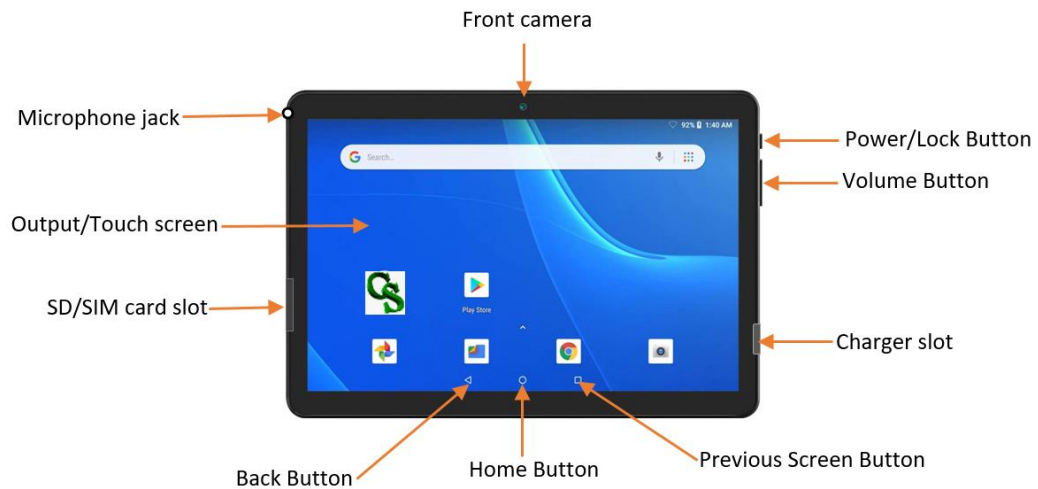 Front camera
Microphone jack
92% 1:40 AM
Power/Lock Button
G Search...
Volume Button
Output/Touch screen
CS
SD/SIM card slot
Play Store
Charger slot
Back Button
Home Button
Previous Screen Button